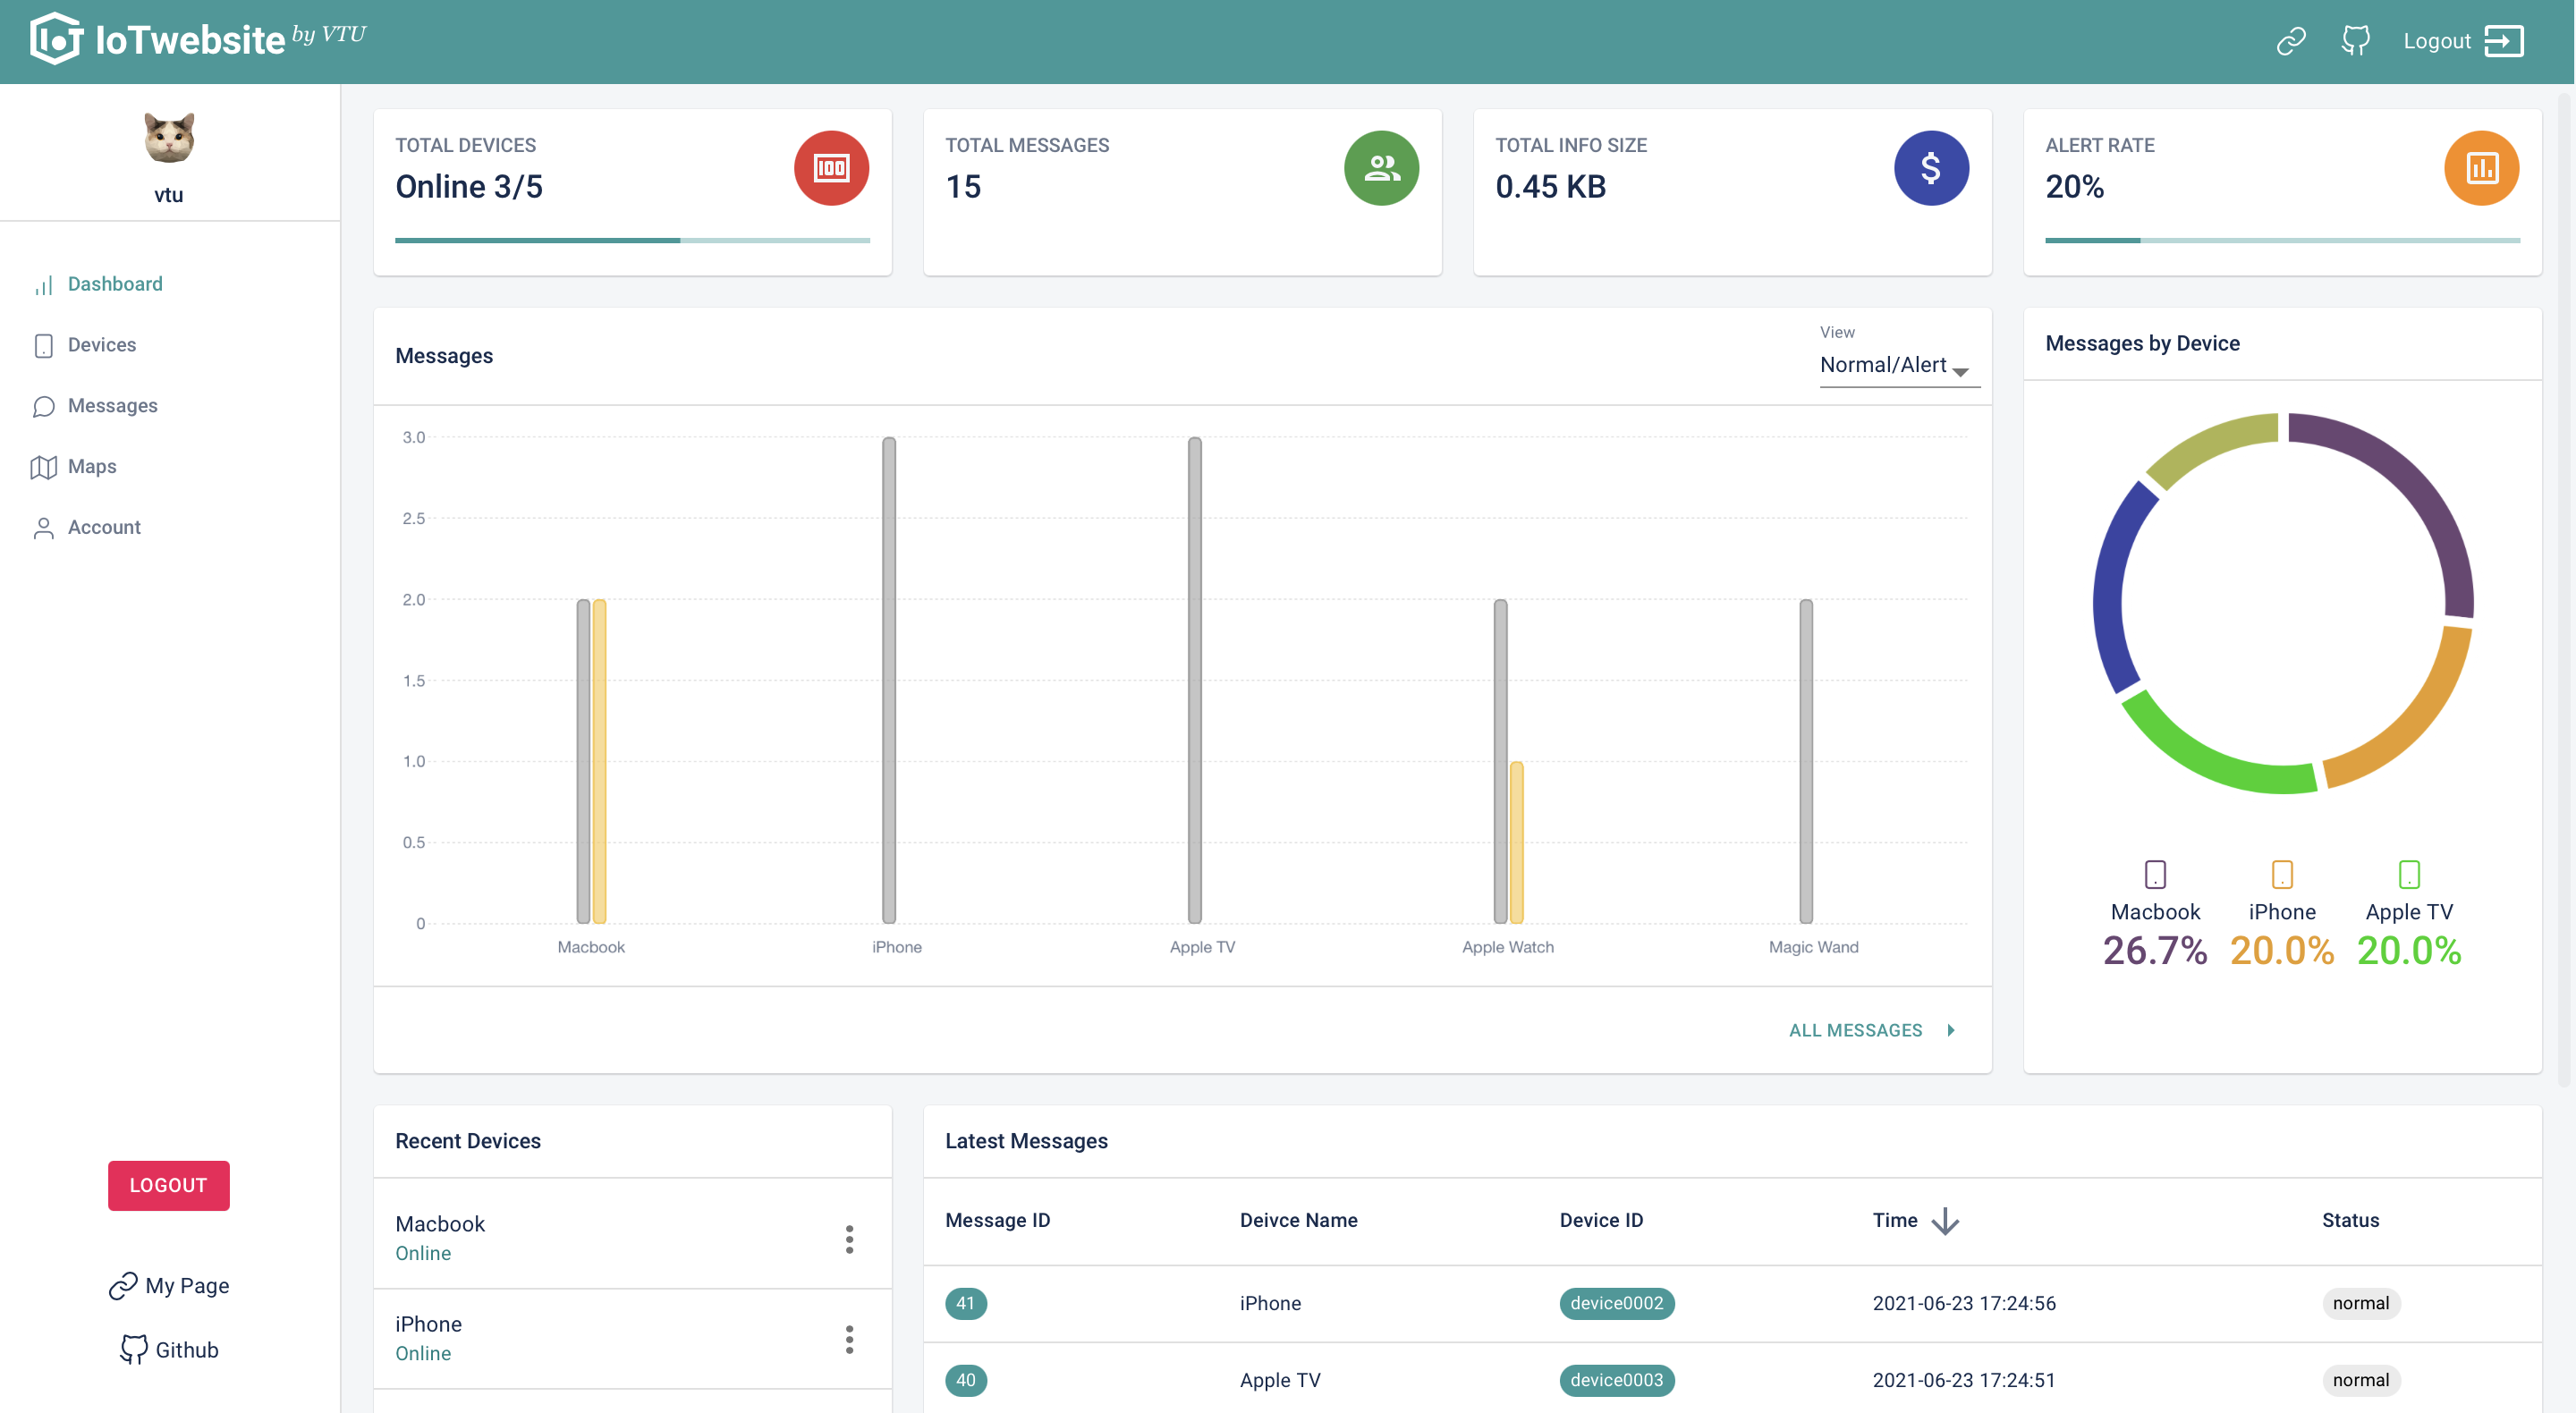 IoT IoTwebsite by VTU
Logout
vtu
Dashboard
Devices
Messages
Maps
Account
LOGOUT
My Page
Github
TOTAL DEVICES
Online 3/5
100
TOTAL MESSAGES
15
TOTAL INFO SIZE
0.45 KB
$
ALERT RATE
20%
Messages
View
Normal/Alert
3.0
2.5
2.0
1.5
1.0
0.5
0
Macbook iPhone Apple TV Apple Watch Magic Wand
ALL MESSAGES
Messages by Device
Macbook iPhone Apple TV
26.7% 20.0% 20.0%
Recent Devices
Macbook
Online
iPhone
Online
Latest Messages
Message ID Deivce Name Device ID Time Status
41 iPhone device0002 2021-06-23 17:24:56 normal
40 Apple TV device0003 2021-06-23 17:24:51 normal